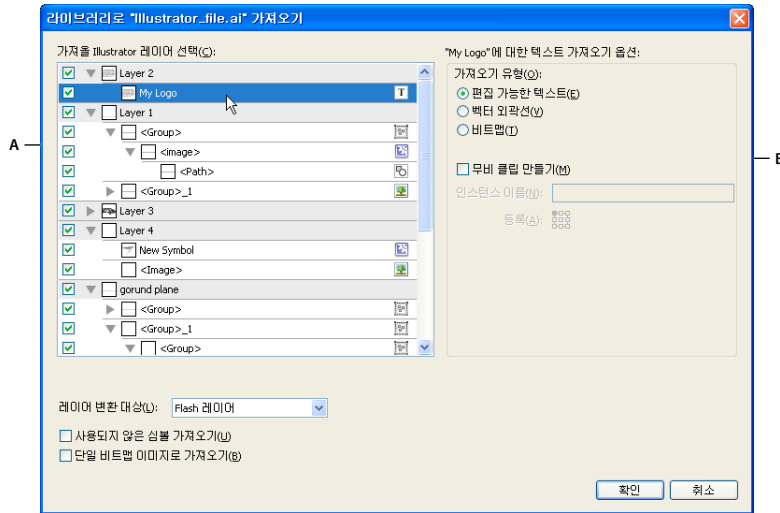 라이브러리로 "Illustrator_file.ai" 가져오기
가져올 Illustrator 레이어 선택(C):
Layer 2
My Logo
T
Layer 1
<Group>
<image>
<Path>
<Group>_1
Layer 3
Layer 4
New Symbol
<Image>
gorund plane
<Group>
<Group>_1
<Group>
A
"My Logo"에 대한 텍스트 가져오기 옵션:
가져오기 유형(O):
편집 가능한 텍스트(E)
벡터 외곽선(V)
비트맵(T)
무비 클립 만들기(M)
인스턴스 이름(N):
등록(A):
레이어 변환 대상(L): Flash 레이어
사용되지 않은 심볼 가져오기(U)
단일 비트맵 이미지로 가져오기(B)
확인 취소